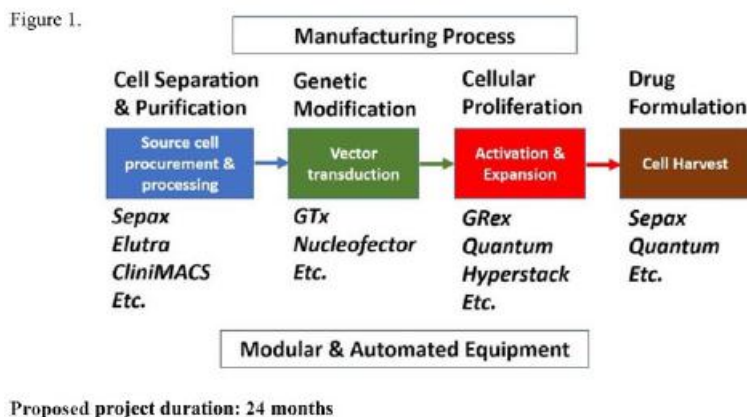 Figure 1.
Manufacturing Process
Cell Separation
& Purification
Genetic
Modification
Cellular
Proliferation
Drug
Formulation
Source cell
procurement &
processing
Vector
transduction
Activation &
Expansion
Cell Harvest
Sepax
Elutra
CliniMACS
Etc.
GTx
Nucleofector
Etc.
GRex
Quantum
Hyperstack
Etc.
Sepax
Quantum
Etc.
Modular & Automated Equipment
Proposed project duration: 24 months